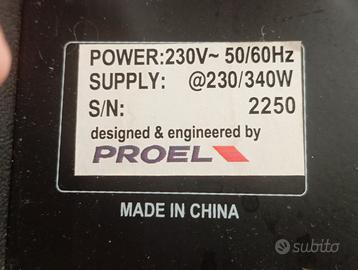 POWER:230V~ 50/60Hz
SUPPLY: @230/340W
S/N: 2250
designed & engineered by
PROEL
MADE IN CHINA
subito